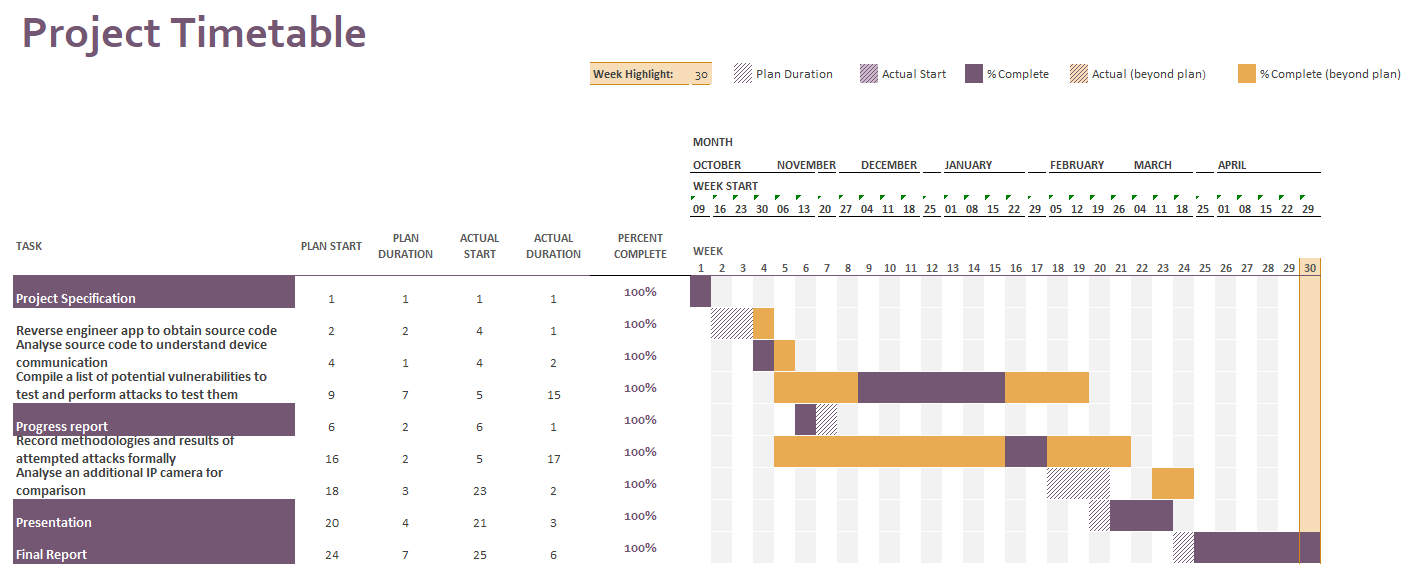 Project Timetable
Week Highlight: 30 Plan Duration Actual Start % Complete Actual (beyond plan) % Complete (beyond plan)
MONTH
OCTOBER NOVEMBER DECEMBER JANUARY FEBRUARY MARCH APRIL
WEEK START
09 16 23 30 06 13 20 27 04 11 18 25 01 08 15 22 29 05 12 19 26 04 11 18 25 01 08 15 22 29
TASK PLAN START PLAN DURATION ACTUAL START ACTUAL DURATION PERCENT COMPLETE WEEK
1 2 3 4 5 6 7 8 9 10 11 12 13 14 15 16 17 18 19 20 21 22 23 24 25 26 27 28 29 30
Project Specification 1 1 1 1 100%
Reverse engineer app to obtain source code 2 2 4 1 100%
Analyse source code to understand device
communication 4 1 4 2 100%
Compile a list of potential vulnerabilities to
test and perform attacks to test them 9 7 5 15 100%
Progress report 6 2 6 1 100%
Record methodologies and results of
attempted attacks formally 16 2 5 17 100%
Analyse an additional IP camera for
comparison 18 3 23 2 100%
Presentation 20 4 21 3 100%
Final Report 24 7 25 6 100%